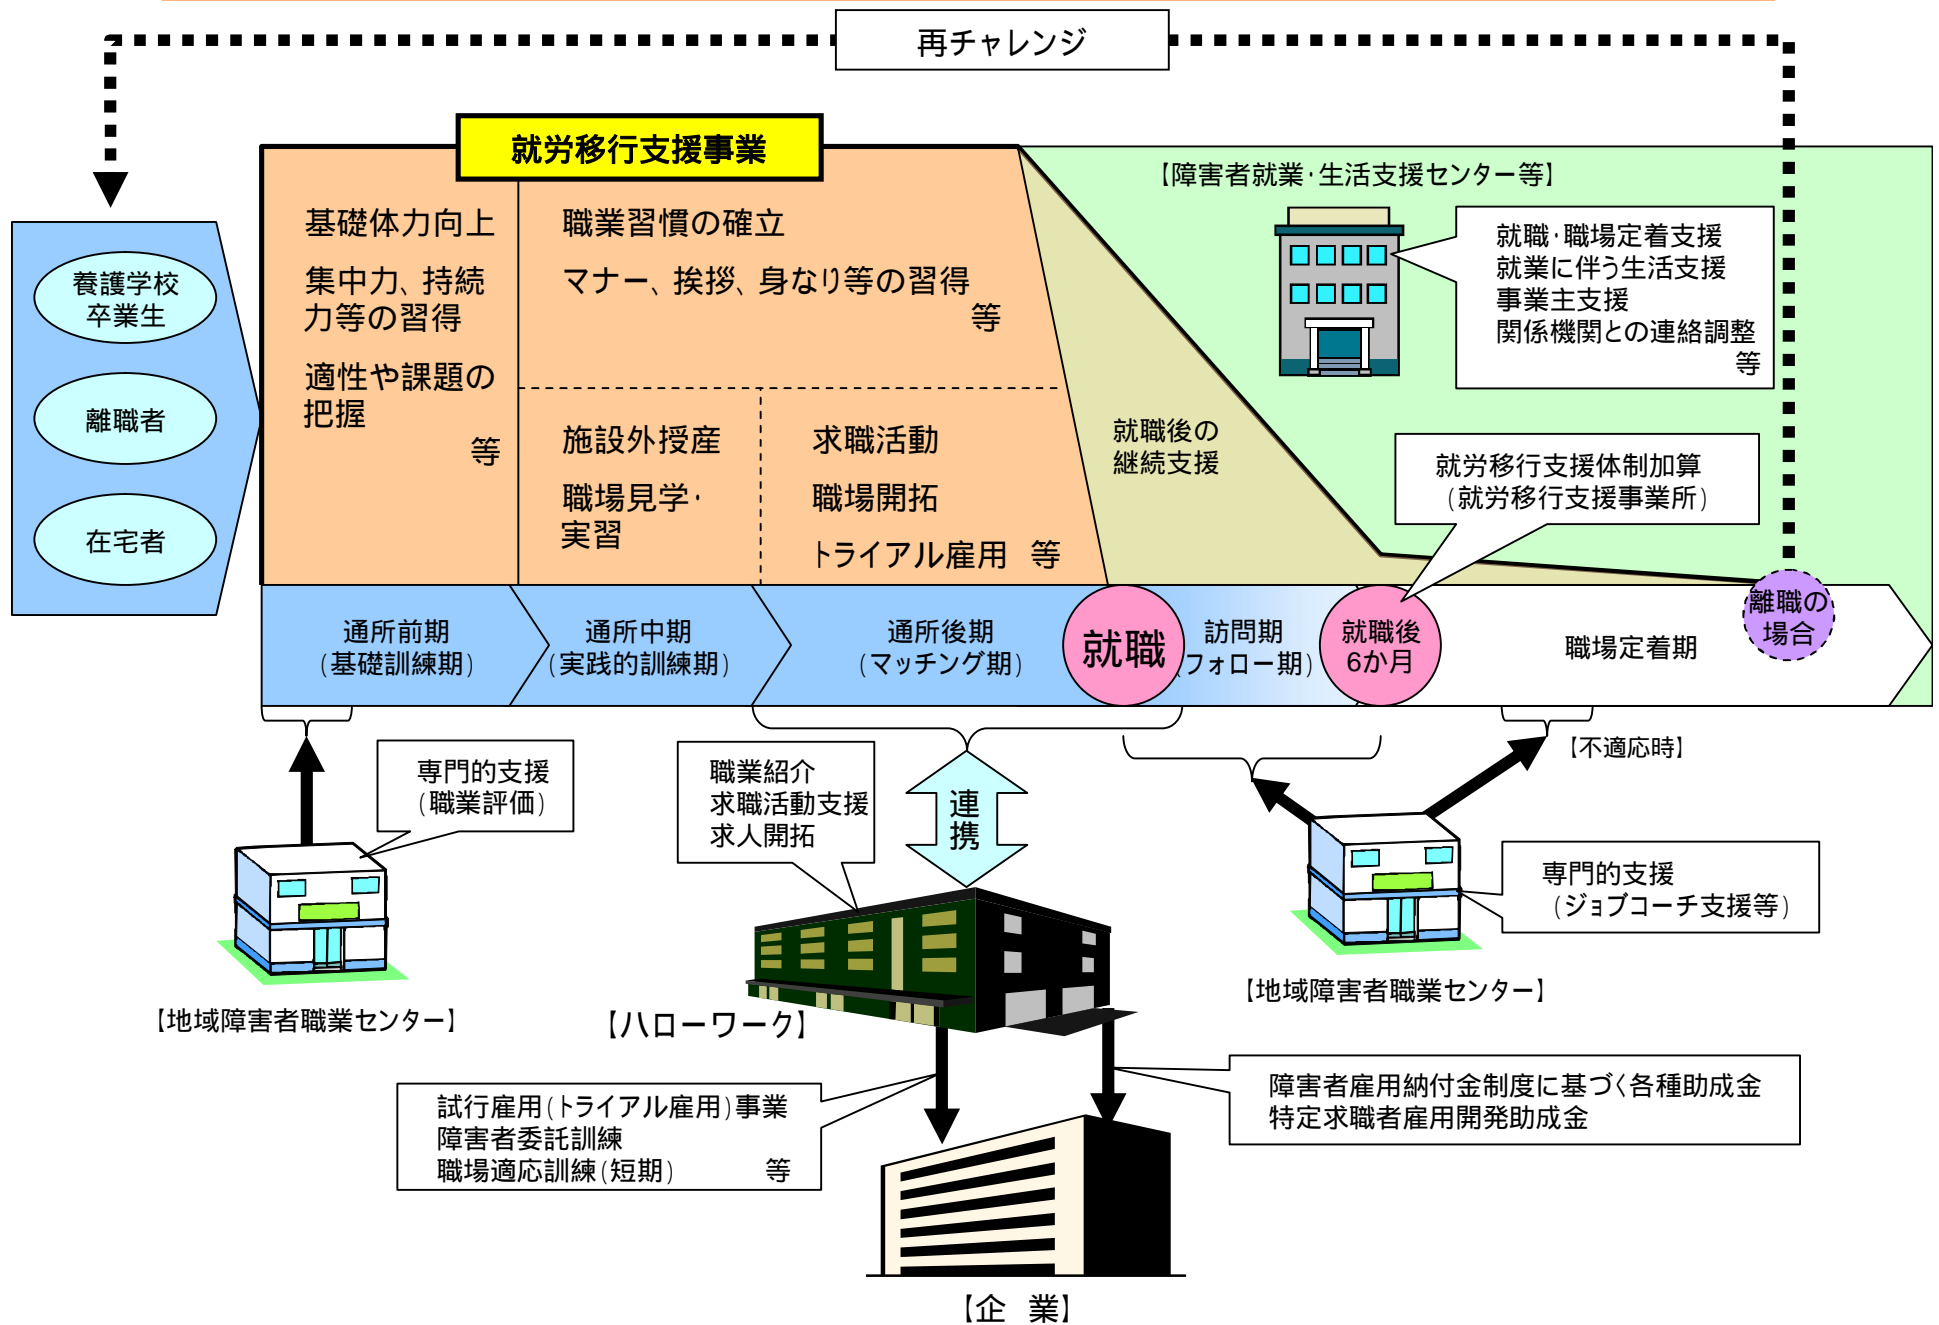 再チャレンジ
就労移行支援事業
養護学校
卒業生
離職者
在宅者
基礎体力向上
集中力、持続
力等の習得
適性や課題の
把握
等
職業習慣の確立
マナー、挨拶、身なり等の習得
等
施設外授産
職場見学・
実習
求職活動
職場開拓
トライアル雇用 等
就職後の
継続支援
【障害者就業・生活支援センター等】
就職・職場定着支援
就業に伴う生活支援
事業主支援
関係機関との連絡調整
等
就労移行支援体制加算
(就労移行支援事業所)
通所前期
(基礎訓練期)
通所中期
(実践的訓練期)
通所後期
(マッチング期)
就職
訪問期
(フォロー期)
就職後
6か月
職場定着期
離職の
場合
【不適応時】
専門的支援
(職業評価)
【地域障害者職業センター】
職業紹介
求職活動支援
求人開拓
連
携
【ハローワーク】
専門的支援
(ジョブコーチ支援等)
【地域障害者職業センター】
試行雇用(トライアル雇用)事業
障害者委託訓練
職場適応訓練(短期) 等
障害者雇用納付金制度に基づく各種助成金
特定求職者雇用開発助成金
【企 業】